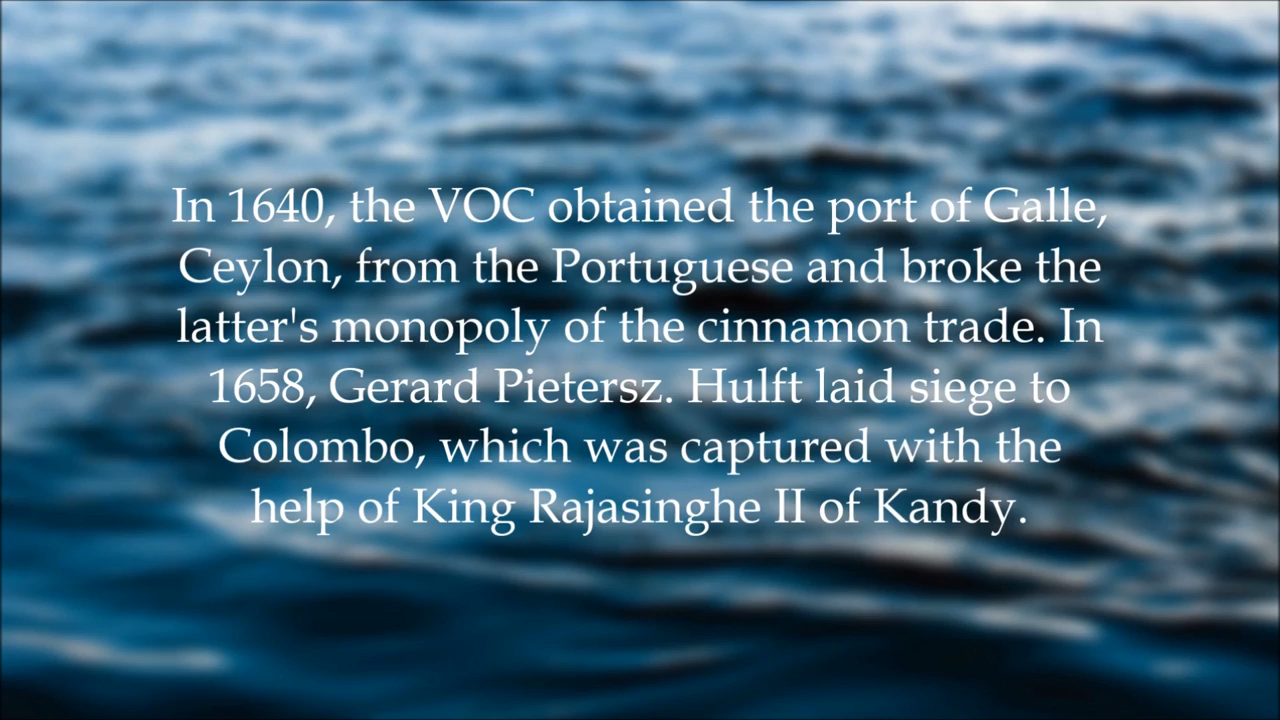 In 1640, the VOC obtained the port of Galle,
Ceylon, from the Portuguese and broke the
latter's monopoly of the cinnamon trade. In
1658, Gerard Pietersz. Hulft laid siege to
Colombo, which was captured with the
help of King Rajasinghe II of Kandy.